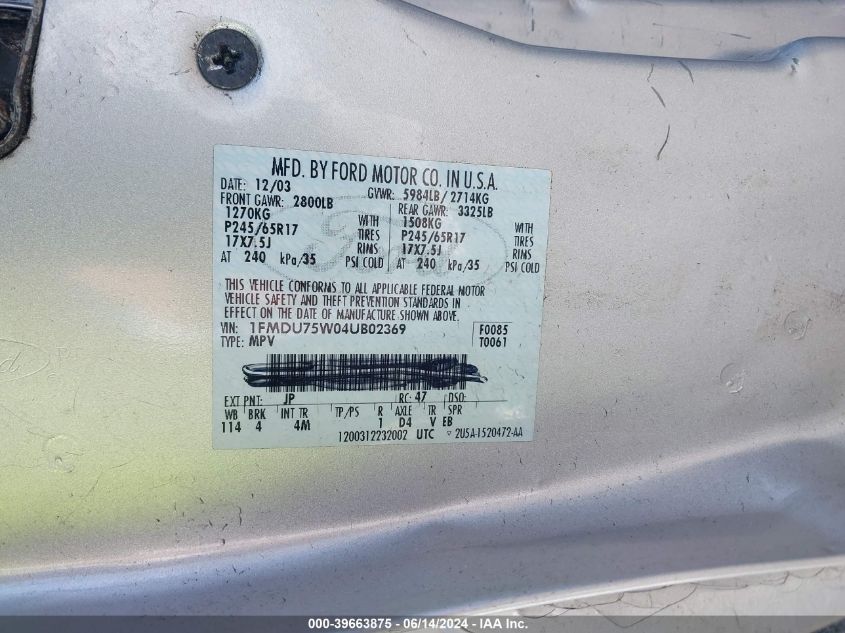 MFD. BY FORD MOTOR CO. IN U.S.A.
DATE: 12/03 GVWR: 5984LB/ 2714KG
FRONT GAWR: 2800LB REAR GAWR: 3325LB
1270KG WITH 1508KG WITH
P245/65R17 TIRES P245/65R17 TIRES
17X7.5J RIMS 17X7.5J RIMS
AT 240 kPa/35 PSI COLD AT 240 kPa/35 PSI COLD
THIS VEHICLE CONFORMS TO ALL APPLICABLE FEDERAL MOTOR
VEHICLE SAFETY AND THEFT PREVENTION STANDARDS IN
EFFECT ON THE DATE OF MANUFACTURE SHOWN ABOVE.
VIN: 1FMDU75W04UB02369 F0085
TYPE: MPV T0061
EXT PNT: JP RC: 47 DSO:
WB BRK INT TR TP/PS R AXLE TR SPR
114 4 4M 1 D4 V EB
1200312232002 UTC 2U5A-1520472-AA
Ford
000-39663875 - 06/14/2024 - IAA Inc.